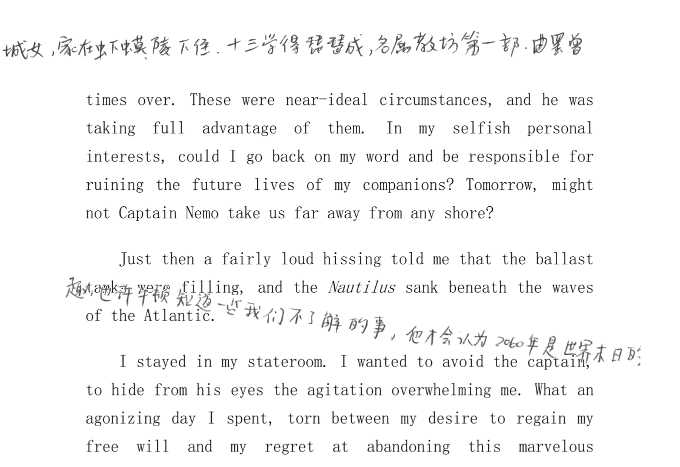 城女，家在虾蟆陵下住．十三学得琵琶成，名属教坊第一部．曲罢曾
times over. These were near-ideal circumstances, and he was
taking full advantage of them. In my selfish personal
interests, could I go back on my word and be responsible for
ruining the future lives of my companions? Tomorrow, might
not Captain Nemo take us far away from any shore?
Just then a fairly loud hissing told me that the ballast
tanks were filling, and the Nautilus sank beneath the waves
of the Atlantic.
趣，也许牛顿知道一些我们不了解的事，他才会认为2060年是世界末日的
I stayed in my stateroom. I wanted to avoid the captain,
to hide from his eyes the agitation overwhelming me. What an
agonizing day I spent, torn between my desire to regain my
free will and my regret at abandoning this marvelous